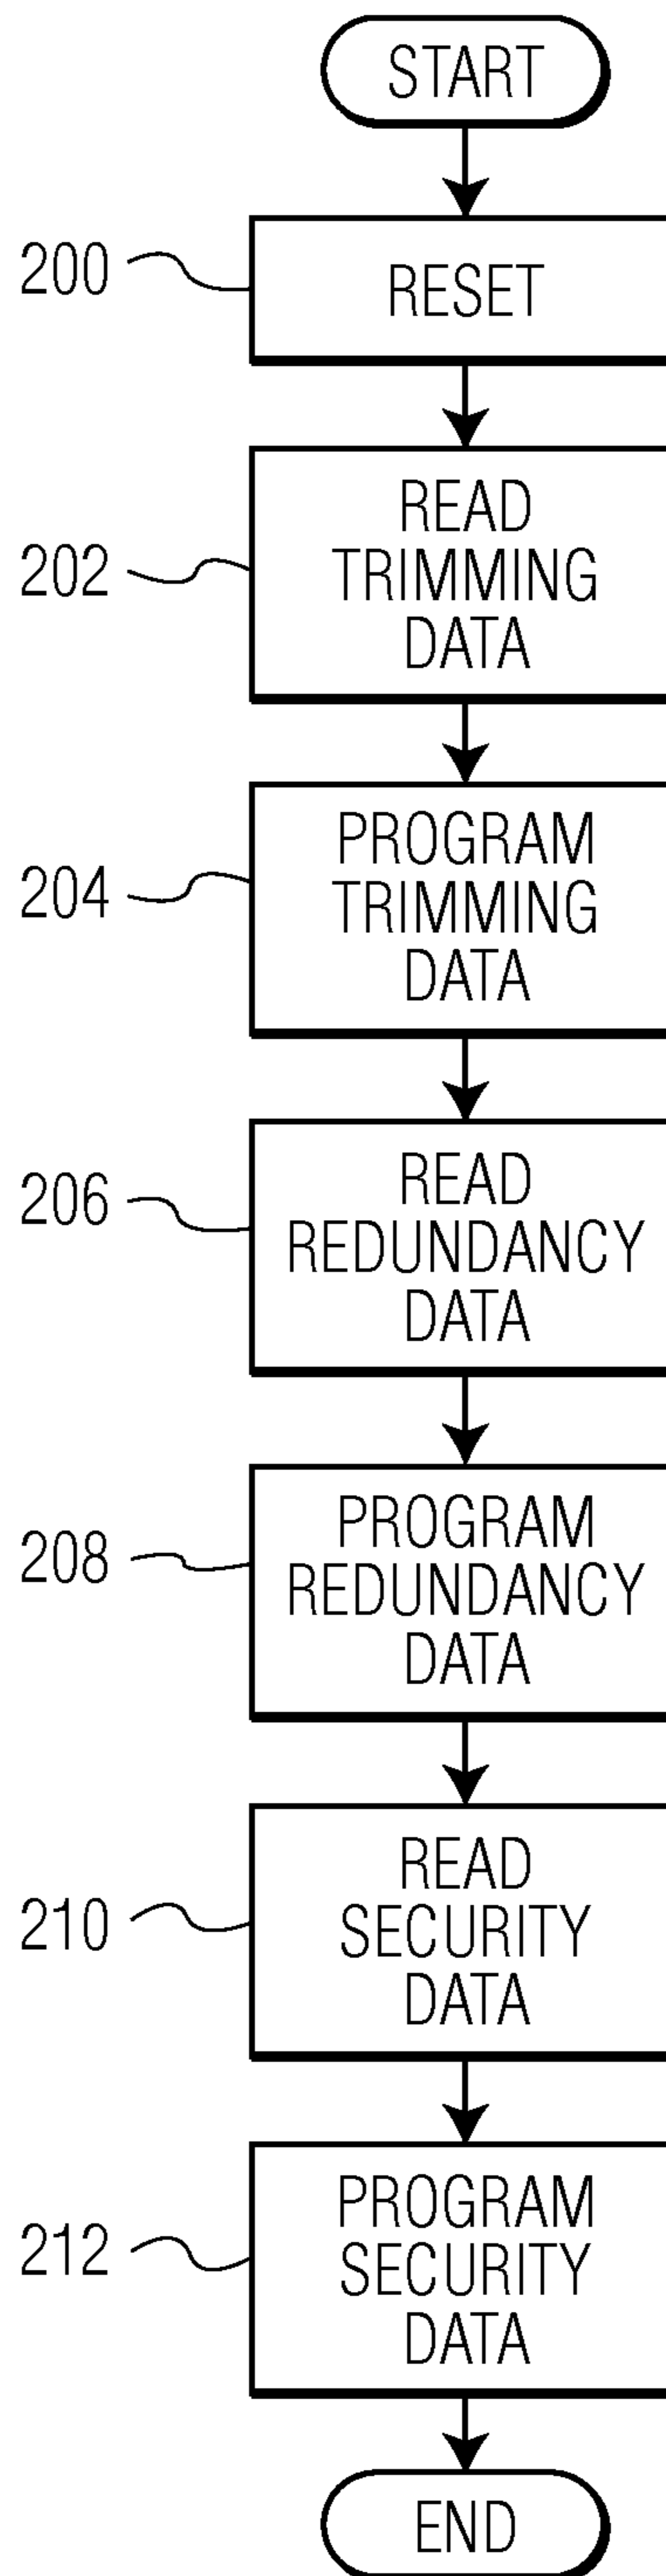 START
200
RESET
202
READ
TRIMMING
DATA
204
PROGRAM
TRIMMING
DATA
206
READ
REDUNDANCY
DATA
208
PROGRAM
REDUNDANCY
DATA
210
READ
SECURITY
DATA
212
PROGRAM
SECURITY
DATA
END